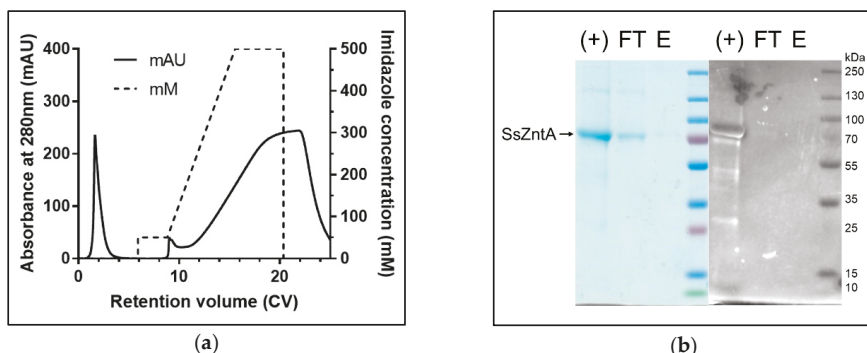 400
300
200
100
0
Absorbance at 280nm (mAU)
mAU
mM
500
400
300
200
100
0
Imidazole concentration (mM)
0 10 20
Retention volume (CV)
(a)
(+) FT E (+) FT E
kDa
250
130
100
70
55
35
25
15
10
SsZntA
(b)